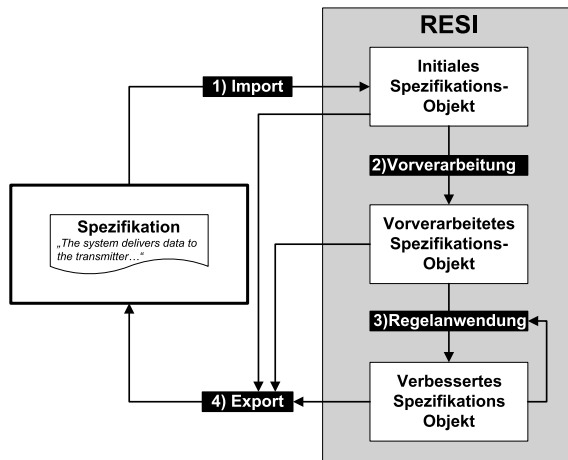 RESI
1) Import
Initiales
Spezifikations-
Objekt
2)Vorverarbeitung
Spezifikation
„The system delivers data to
the transmitter…“
Vorverarbeitetes
Spezifikations-
Objekt
3)Regelanwendung
4) Export
Verbessertes
Spezifikations
Objekt